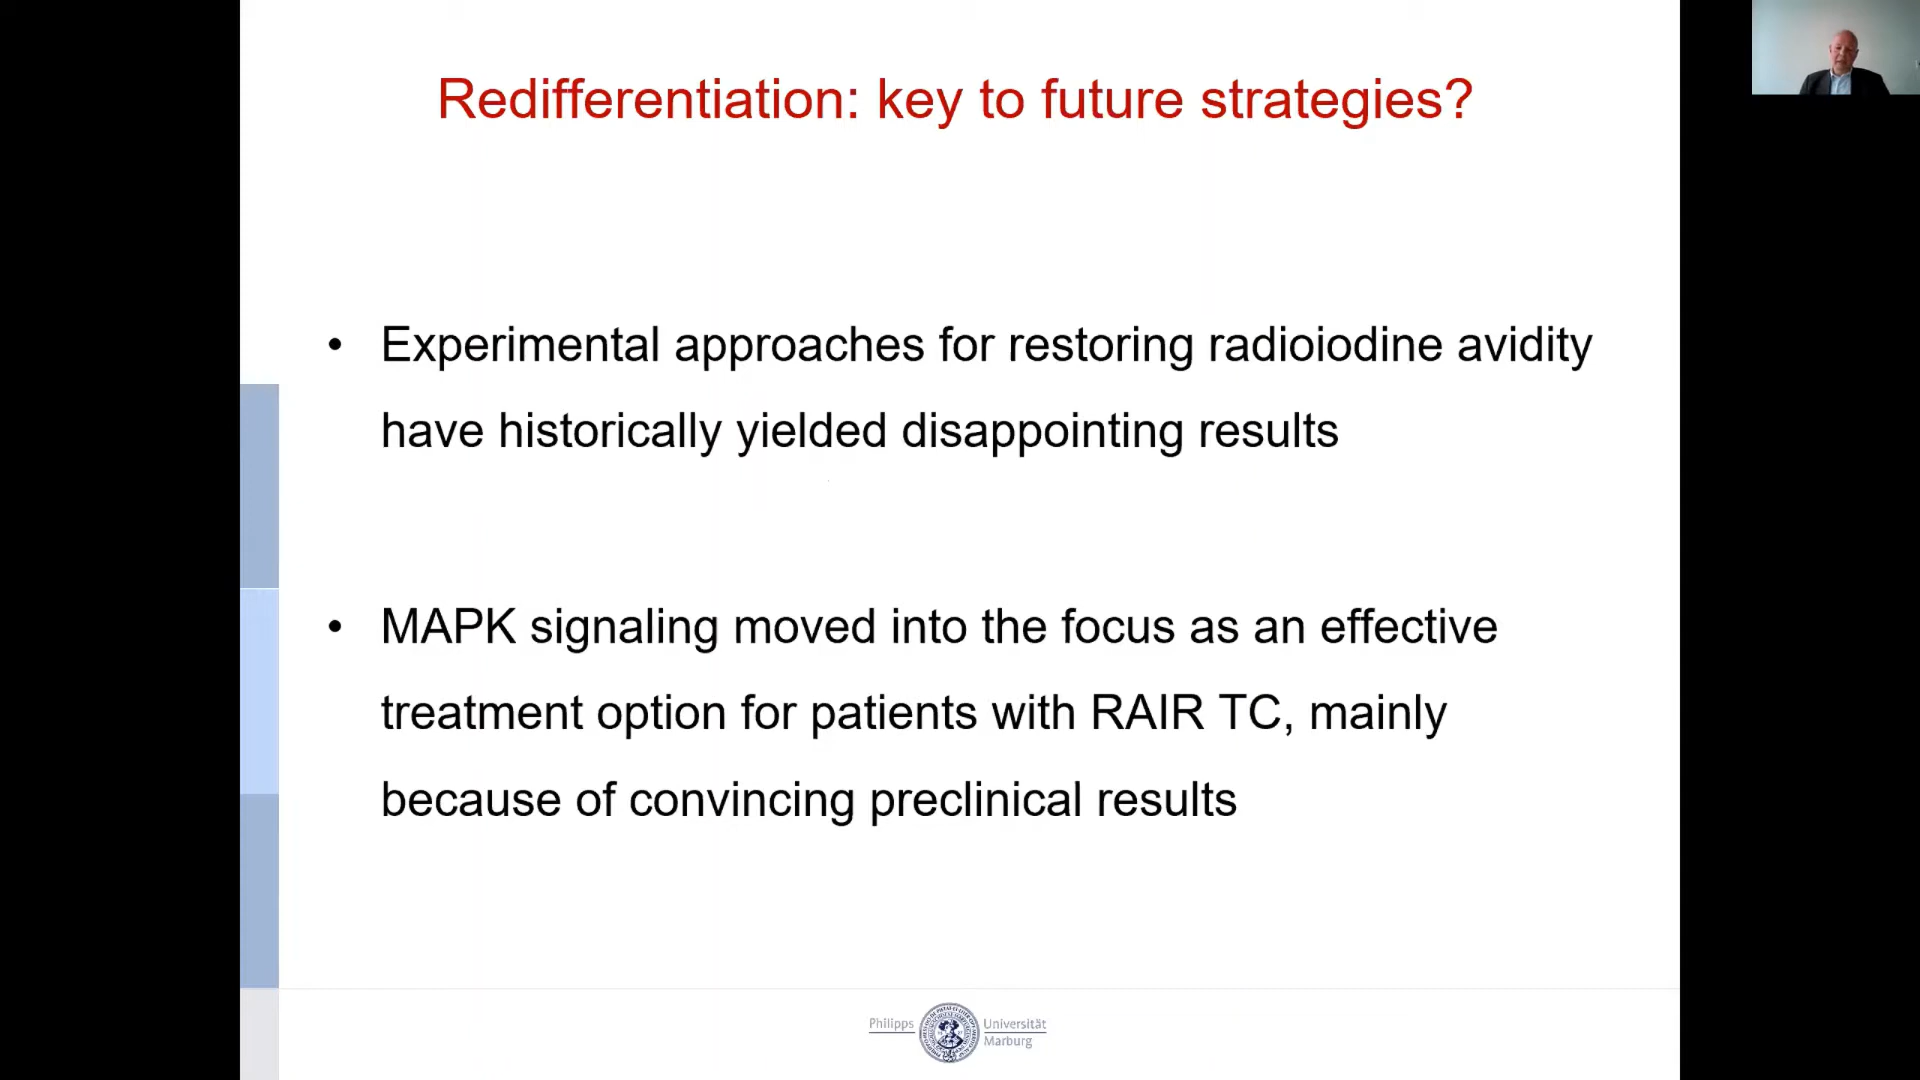 Redifferentiation: key to future strategies?
• Experimental approaches for restoring radioiodine avidity
have historically yielded disappointing results
• MAPK signaling moved into the focus as an effective
treatment option for patients with RAIR TC, mainly
because of convincing preclinical results
Philipps Universität
Marburg